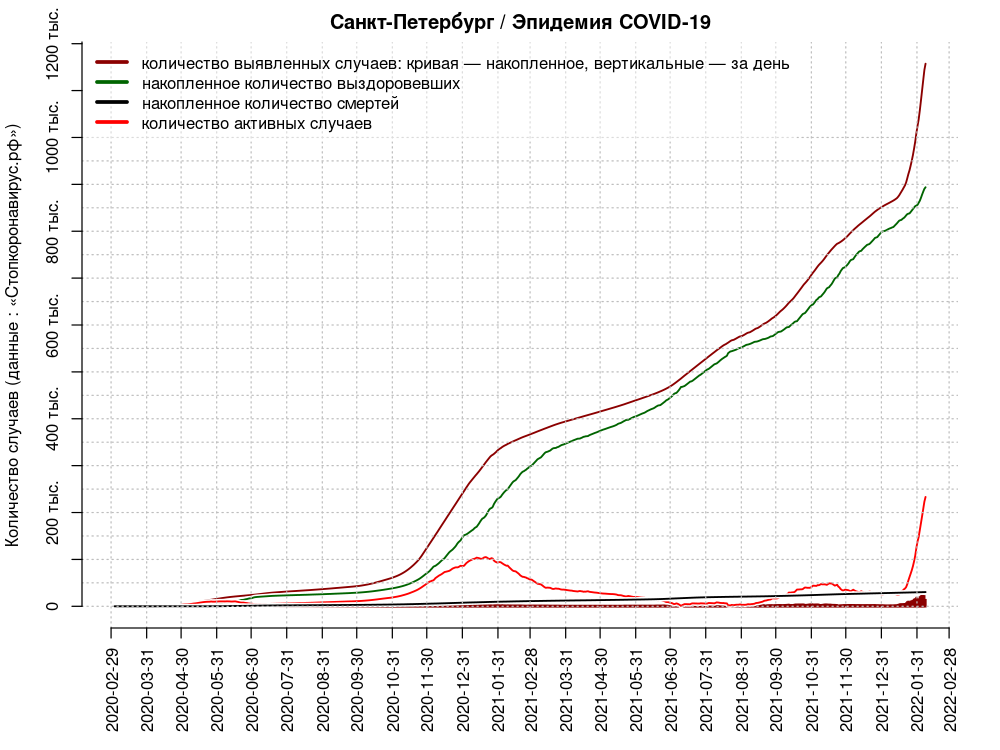 Санкт-Петербург / Эпидемия COVID-19
количество выявленных случаев: кривая — накопленное, вертикальные — за день
накопленное количество выздоровевших
накопленное количество смертей
количество активных случаев
Количество случаев (данные : «Стопкоронавирус.рф»)
1200 тыс.
1000 тыс.
800 тыс.
600 тыс.
400 тыс.
200 тыс.
0
2020-02-29
2020-03-31
2020-04-30
2020-05-31
2020-06-30
2020-07-31
2020-08-31
2020-09-30
2020-10-31
2020-11-30
2020-12-31
2021-01-31
2021-02-28
2021-03-31
2021-04-30
2021-05-31
2021-06-30
2021-07-31
2021-08-31
2021-09-30
2021-10-31
2021-11-30
2021-12-31
2022-01-31
2022-02-28